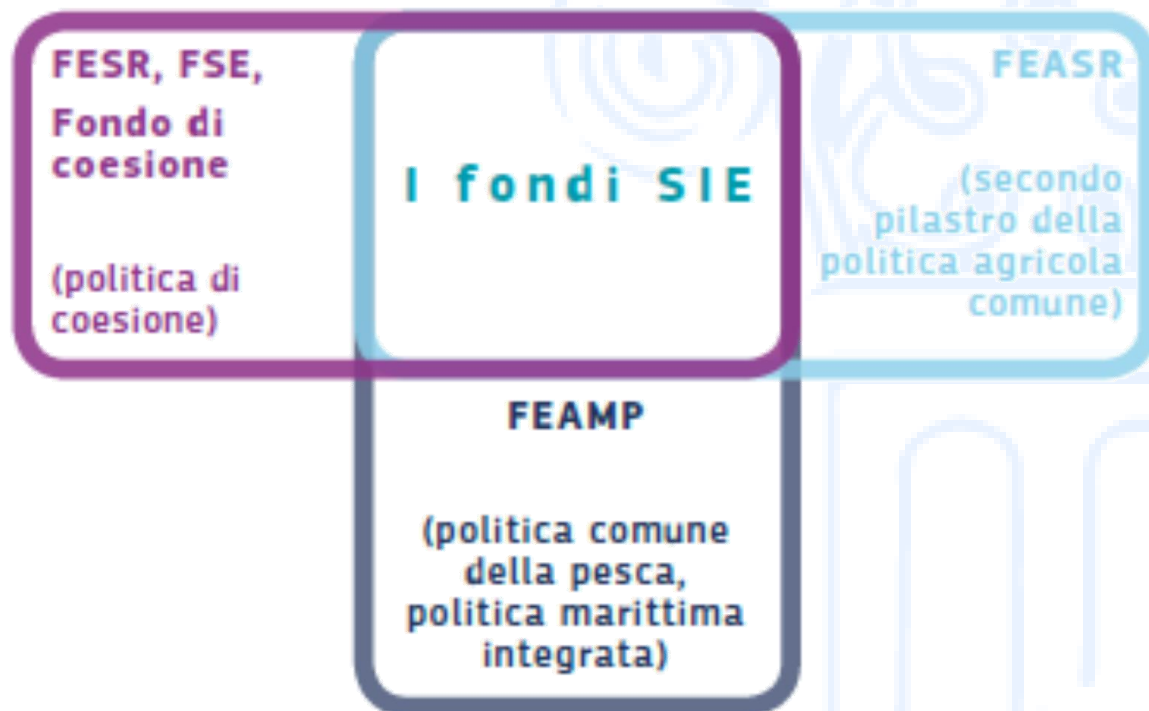 FESR, FSE,
Fondo di
coesione
(politica di
coesione)
I fondi SIE
FEASR
(secondo
pilastro della
politica agricola
comune)
FEAMP
(politica comune
della pesca,
politica marittima
integrata)